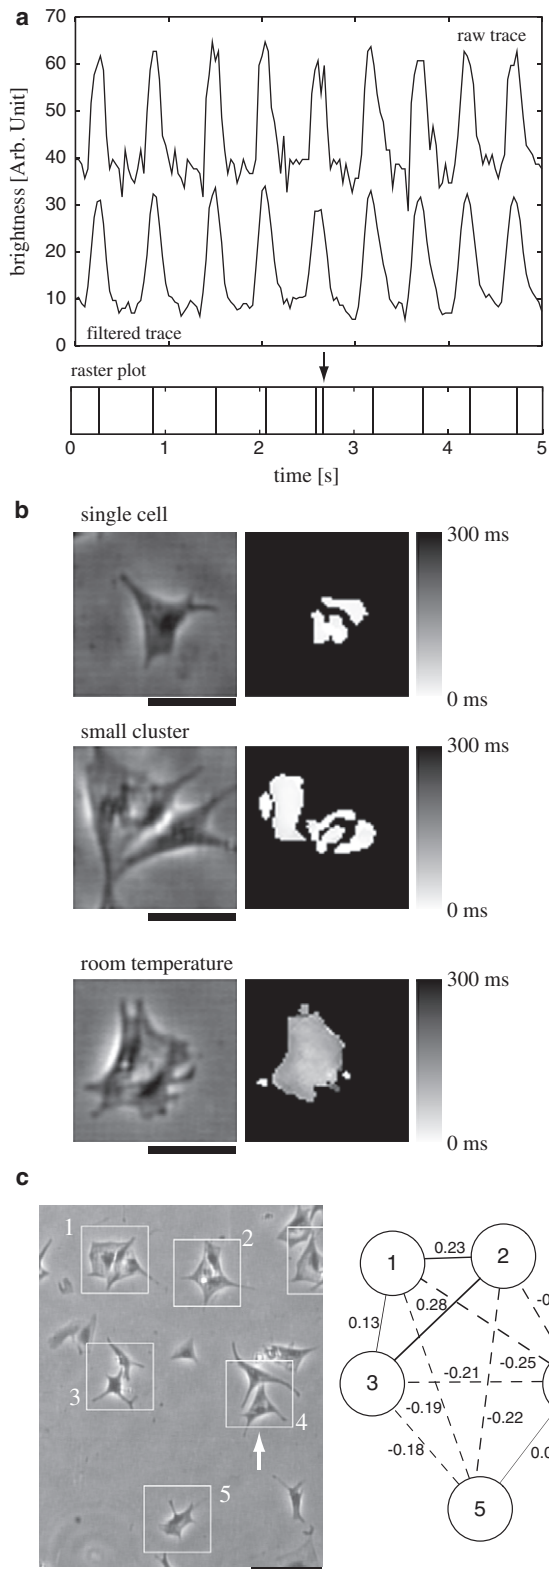 a
70
60
50
40
30
20
10
0
brightness [Arb. Unit]
raw trace
filtered trace
raster plot
0 1 2 3 4 5
time [s]
b
single cell
300 ms
0 ms
small cluster
300 ms
0 ms
room temperature
300 ms
0 ms
c
1
2
3
4
5
1
0.23
2
0.13
0.28
-0
3
-0.21
-0.25
-0.19
-0.22
-0.18
0.0
5